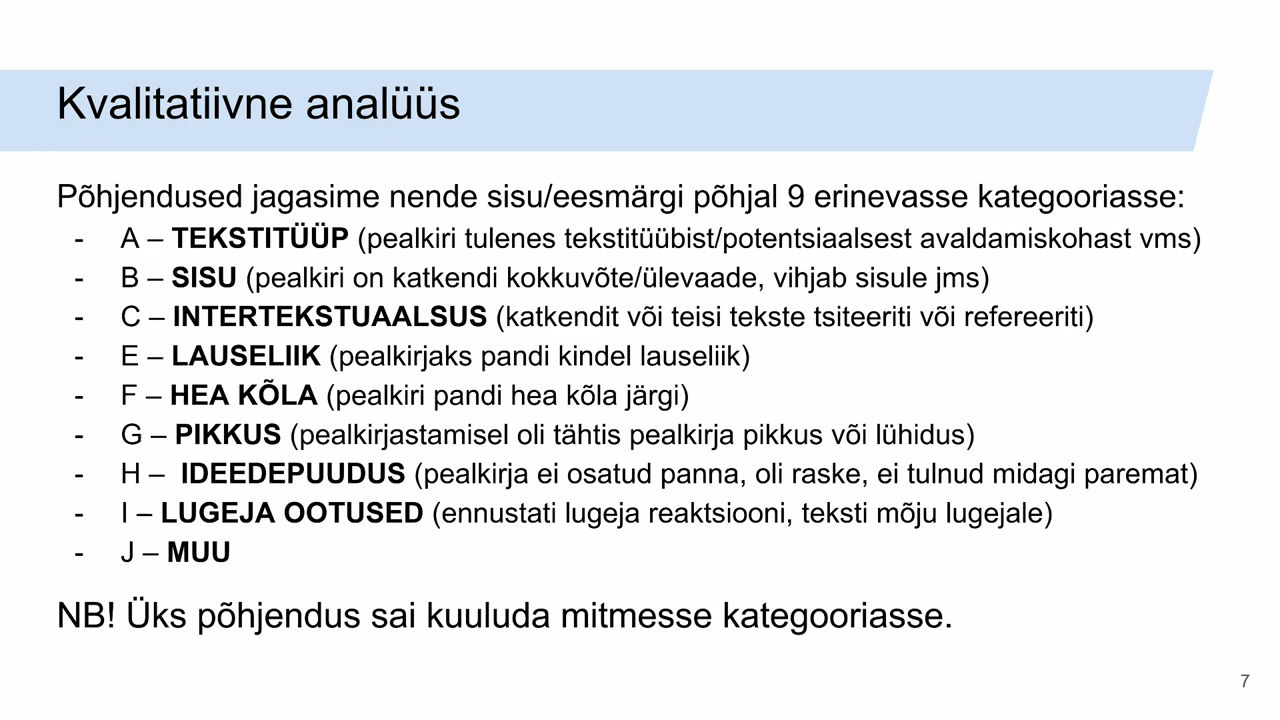 Kvalitatiivne analüüs
Põhjendused jagasime nende sisu/eesmärgi põhjal 9 erinevasse kategooriasse:
- A – TEKSTITÜÜP (pealkiri tulenes tekstitüübist/potentsiaalsest avaldamiskohast vms)
- B – SISU (pealkiri on katkendi kokkuvõte/ülevaade, vihjab sisule jms)
- C – INTERTEKSTUAALSUS (katkendit või teisi tekste tsiteeriti või refereeriti)
- E – LAUSELIIK (pealkirjaks pandi kindel lauseliik)
- F – HEA KÕLA (pealkiri pandi hea kõla järgi)
- G – PIKKUS (pealkirjastamisel oli tähtis pealkirja pikkus või lühidus)
- H – IDEEDEPUUDUS (pealkirja ei osatud panna, oli raske, ei tulnud midagi paremat)
- I – LUGEJA OOTUSED (ennustati lugeja reaktsiooni, teksti mõju lugejale)
- J – MUU
NB! Üks põhjendus sai kuuluda mitmesse kategooriasse.
7